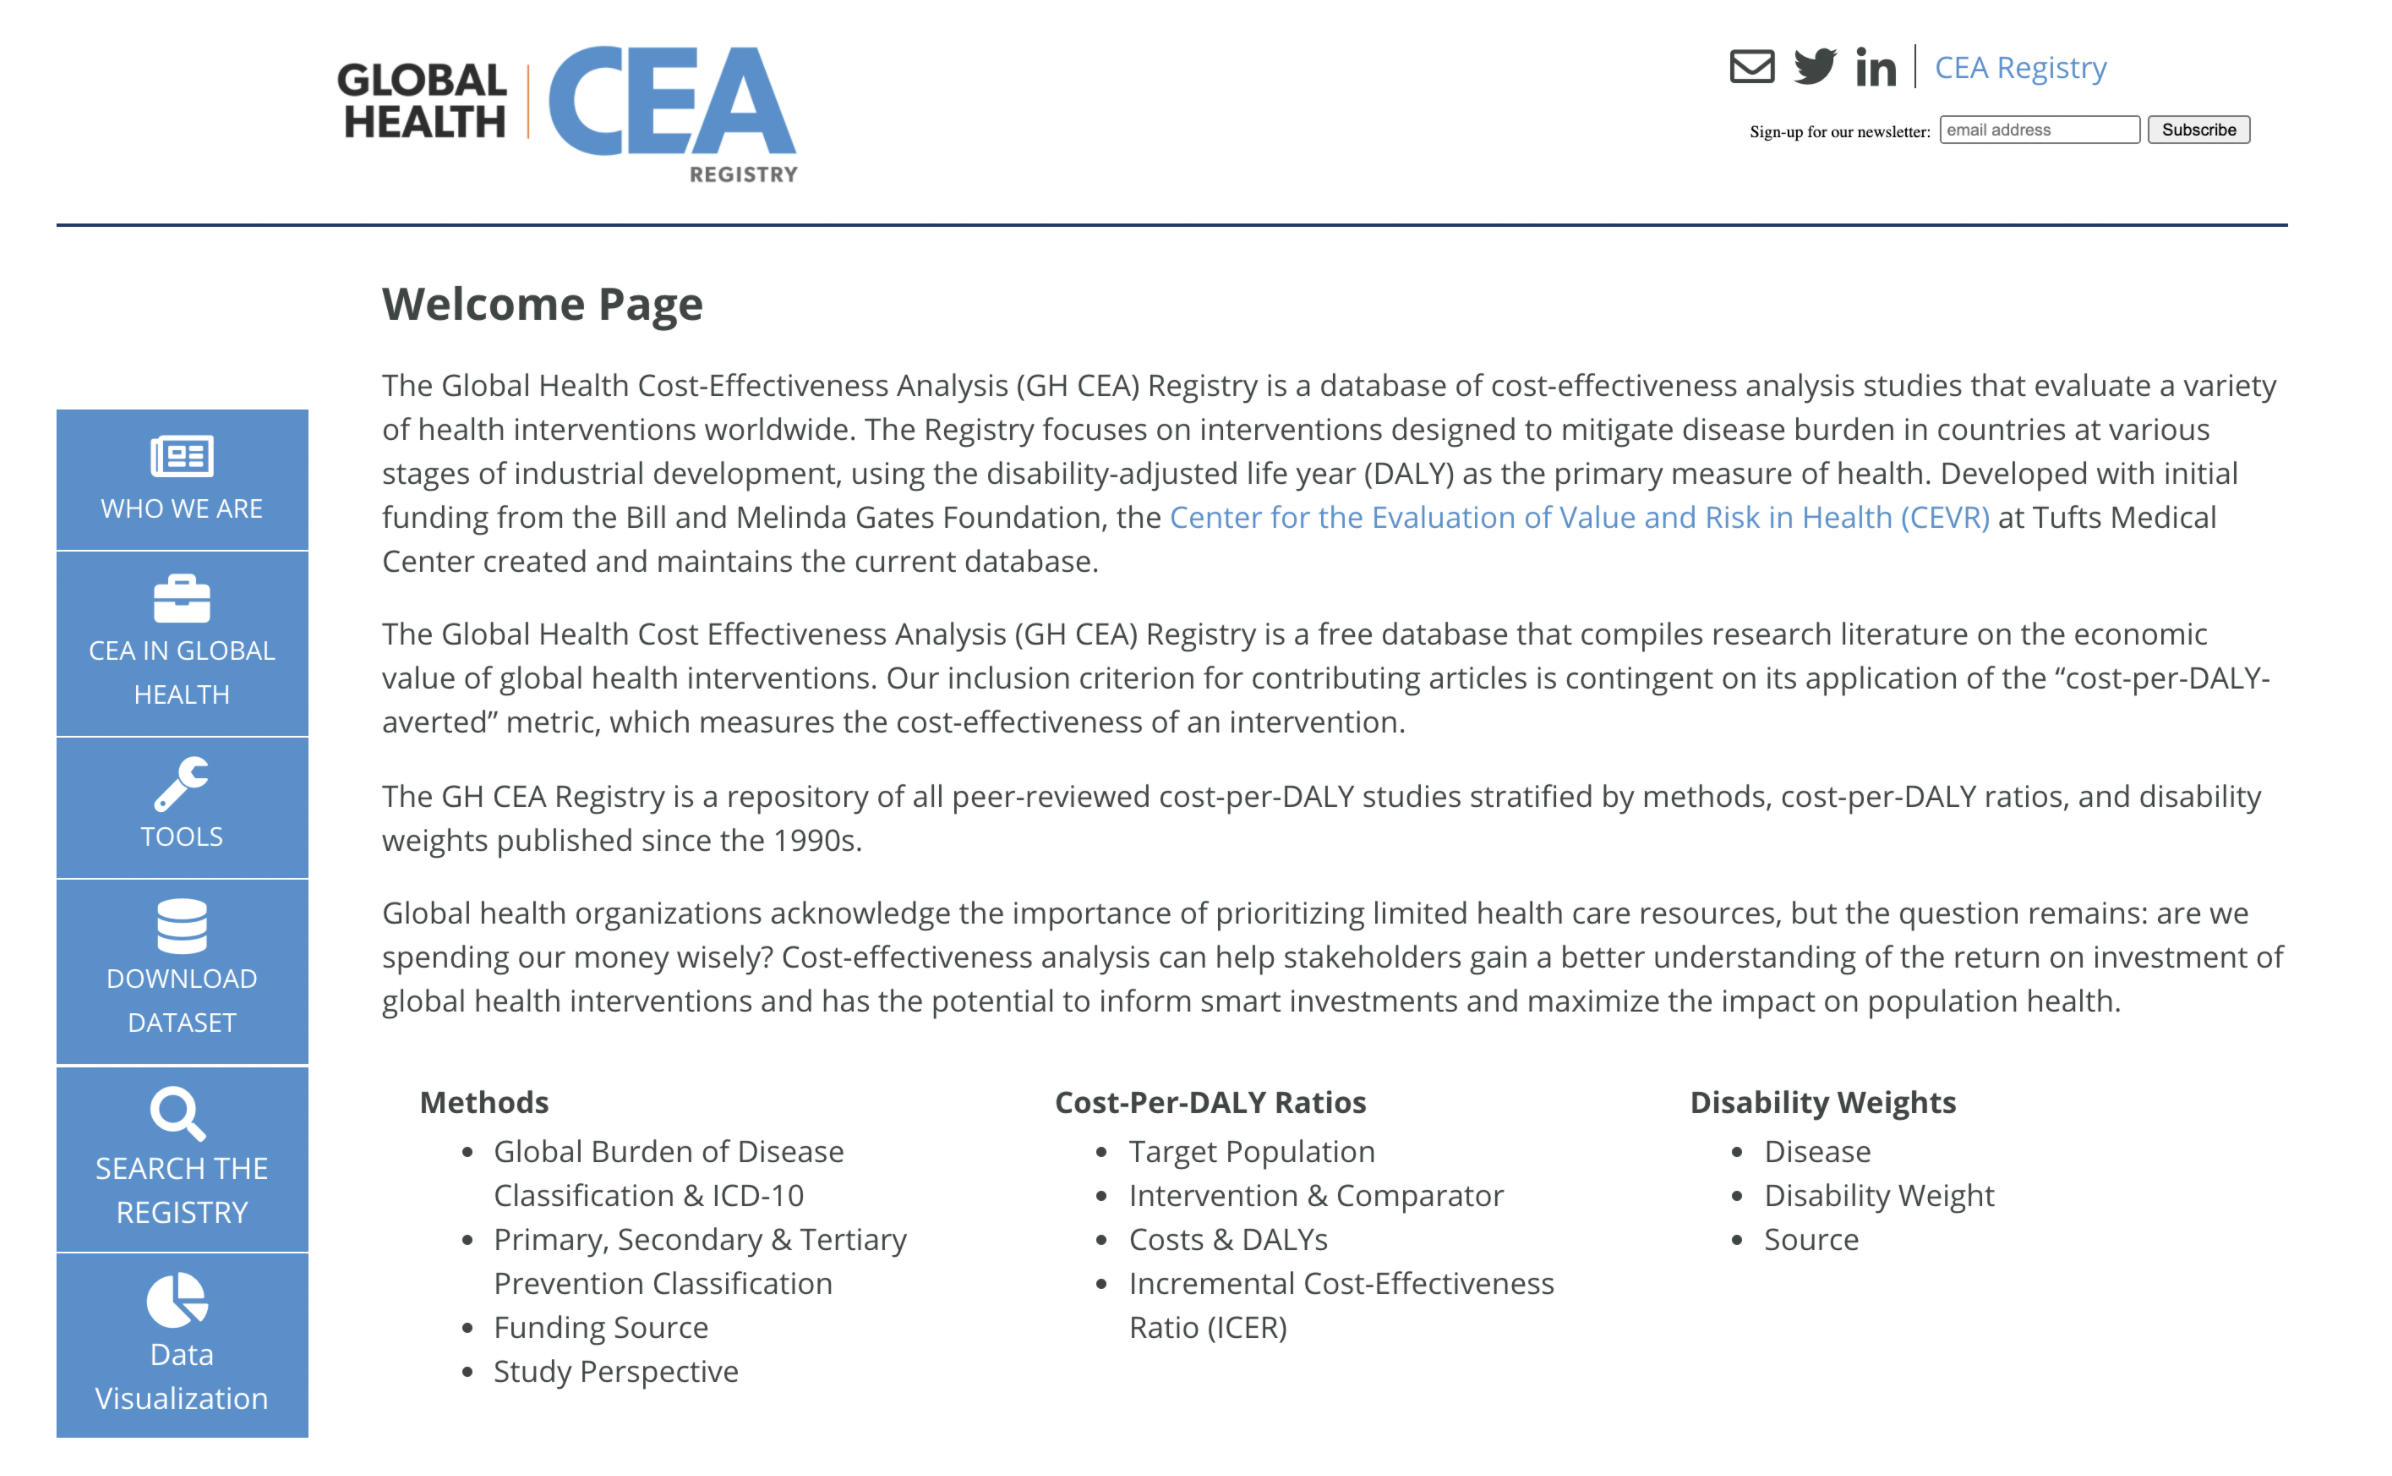 GLOBAL
HEALTH
CEA
REGISTRY
CEA Registry
Sign-up for our newsletter: email address Subscribe
Welcome Page
The Global Health Cost-Effectiveness Analysis (GH CEA) Registry is a database of cost-effectiveness analysis studies that evaluate a variety
of health interventions worldwide. The Registry focuses on interventions designed to mitigate disease burden in countries at various
stages of industrial development, using the disability-adjusted life year (DALY) as the primary measure of health. Developed with initial
funding from the Bill and Melinda Gates Foundation, the Center for the Evaluation of Value and Risk in Health (CEVR) at Tufts Medical
Center created and maintains the current database.
The Global Health Cost Effectiveness Analysis (GH CEA) Registry is a free database that compiles research literature on the economic
value of global health interventions. Our inclusion criterion for contributing articles is contingent on its application of the “cost-per-DALY-
averted” metric, which measures the cost-effectiveness of an intervention.
The GH CEA Registry is a repository of all peer-reviewed cost-per-DALY studies stratified by methods, cost-per-DALY ratios, and disability
weights published since the 1990s.
Global health organizations acknowledge the importance of prioritizing limited health care resources, but the question remains: are we
spending our money wisely? Cost-effectiveness analysis can help stakeholders gain a better understanding of the return on investment of
global health interventions and has the potential to inform smart investments and maximize the impact on population health.
Methods
• Global Burden of Disease
Classification & ICD-10
• Primary, Secondary & Tertiary
Prevention Classification
• Funding Source
• Study Perspective
Cost-Per-DALY Ratios
• Target Population
• Intervention & Comparator
• Costs & DALYs
• Incremental Cost-Effectiveness
Ratio (ICER)
Disability Weights
• Disease
• Disability Weight
• Source
WHO WE ARE
CEA IN GLOBAL
HEALTH
TOOLS
DOWNLOAD
DATASET
SEARCH THE
REGISTRY
Data
Visualization